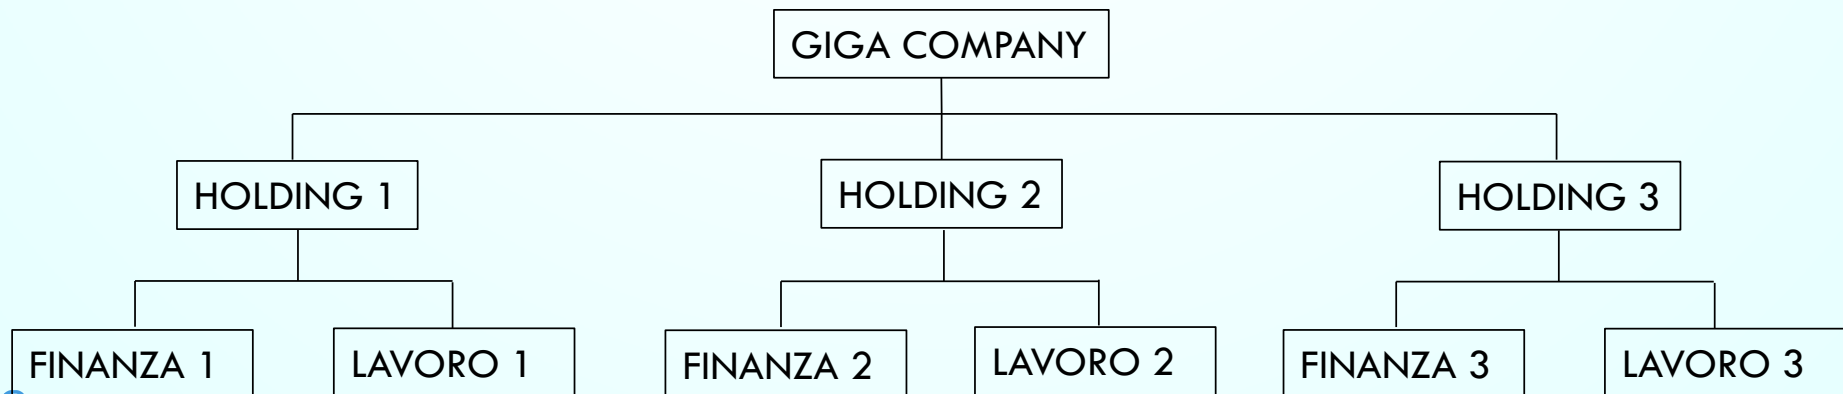 GIGA COMPANY
HOLDING 1
HOLDING 2
HOLDING 3
FINANZA 1
LAVORO 1
FINANZA 2
LAVORO 2
FINANZA 3
LAVORO 3